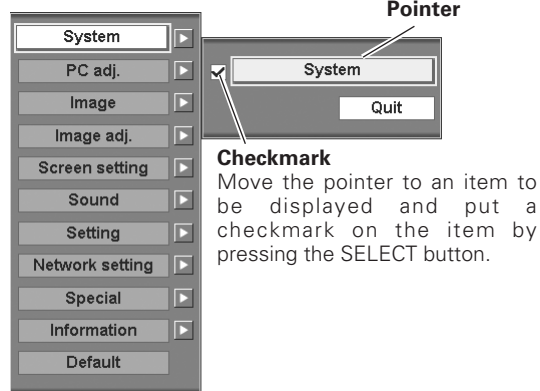 Pointer
System
PC adj.
Image
Image adj.
Screen setting
Sound
Setting
Network setting
Special
Information
Default
System
Quit
Checkmark
Move the pointer to an item to
be displayed and put a
checkmark on the item by
pressing the SELECT button.